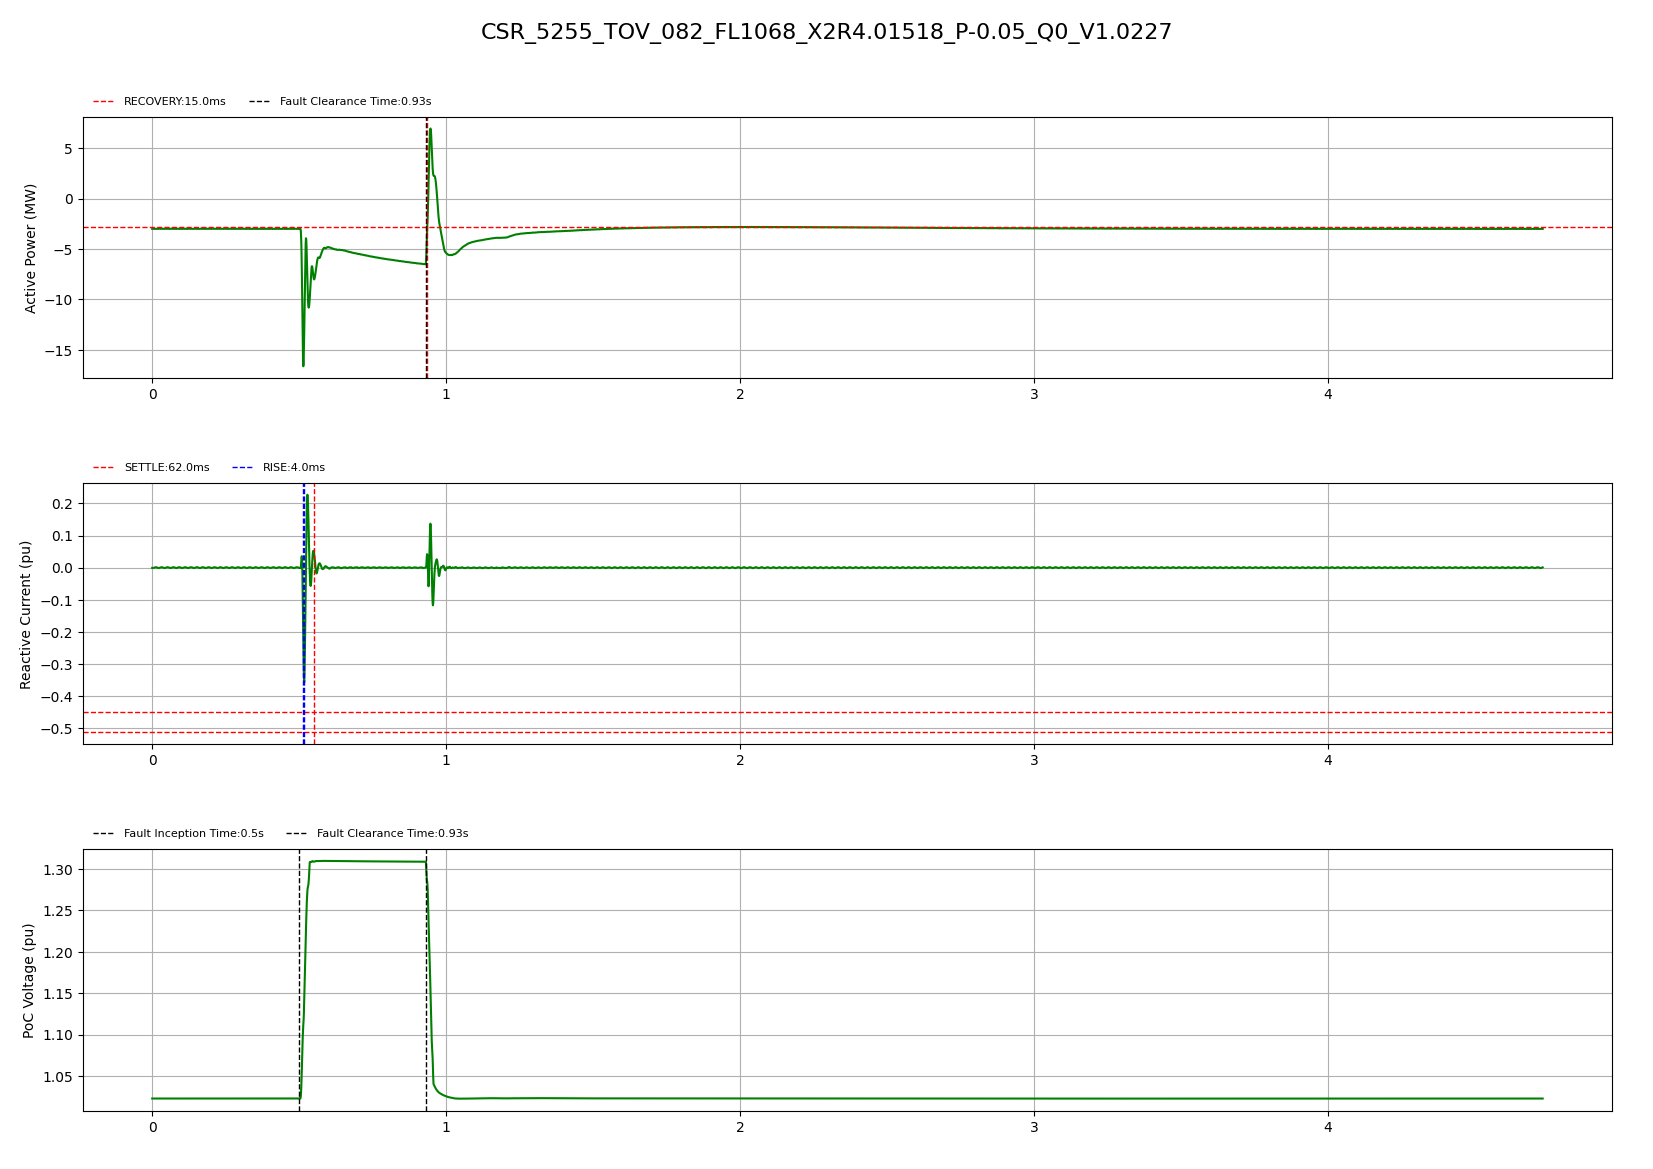 CSR_5255_TOV_082_FL1068_X2R4.01518_P-0.05_Q0_V1.0227
RECOVERY:15.0ms Fault Clearance Time:0.93s
Active Power (MW)
5
0
−5
−10
−15
0 1 2 3 4
SETTLE:62.0ms RISE:4.0ms
Reactive Current (pu)
0.2
0.1
0.0
−0.1
−0.2
−0.3
−0.4
−0.5
0 1 2 3 4
Fault Inception Time:0.5s Fault Clearance Time:0.93s
PoC Voltage (pu)
1.30
1.25
1.20
1.15
1.10
1.05
0 1 2 3 4